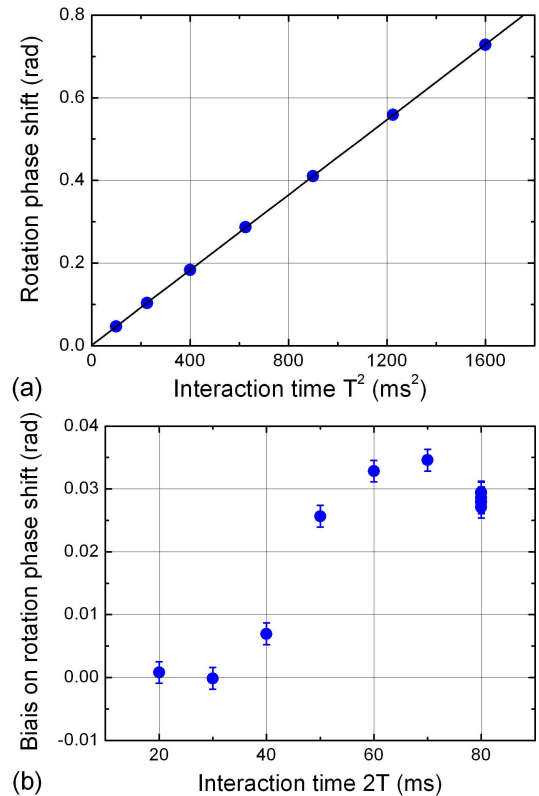 0.8
0.6
0.4
0.2
0.0
Rotation phase shift (rad)
0 400 800 1200 1600
(a) Interaction time T² (ms²)
0.04
0.03
0.02
0.01
0.00
-0.01
Biais on rotation phase shift (rad)
20 30 40 50 60 70 80
(b) Interaction time 2T (ms)